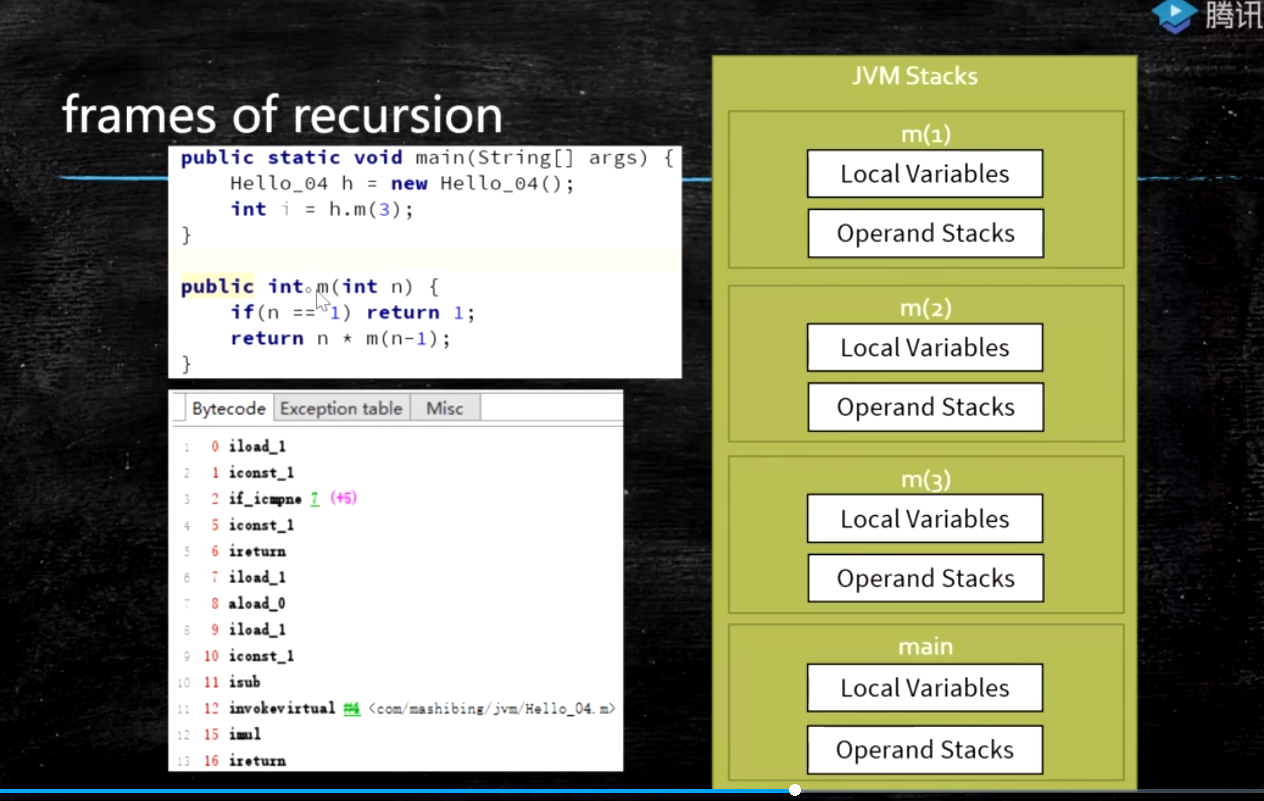 腾讯
frames of recursion
public static void main(String[] args) {
Hello_04 h = new Hello_04();
int i = h.m(3);
}
public int m(int n) {
if(n == 1) return 1;
return n * m(n-1);
}
Bytecode Exception table Misc
1 0 iload_1
2 1 iconst_1
3 2 if_icmpne 7 (+5)
4 5 iconst_1
5 6 ireturn
6 7 iload_1
7 8 aload_0
8 9 iload_1
9 10 iconst_1
10 11 isub
11 12 invokevirtual #4 <com/mashibing/jvm/Hello_04.m>
12 15 imul
13 16 ireturn
JVM Stacks
m(1)
Local Variables
Operand Stacks
m(2)
Local Variables
Operand Stacks
m(3)
Local Variables
Operand Stacks
main
Local Variables
Operand Stacks